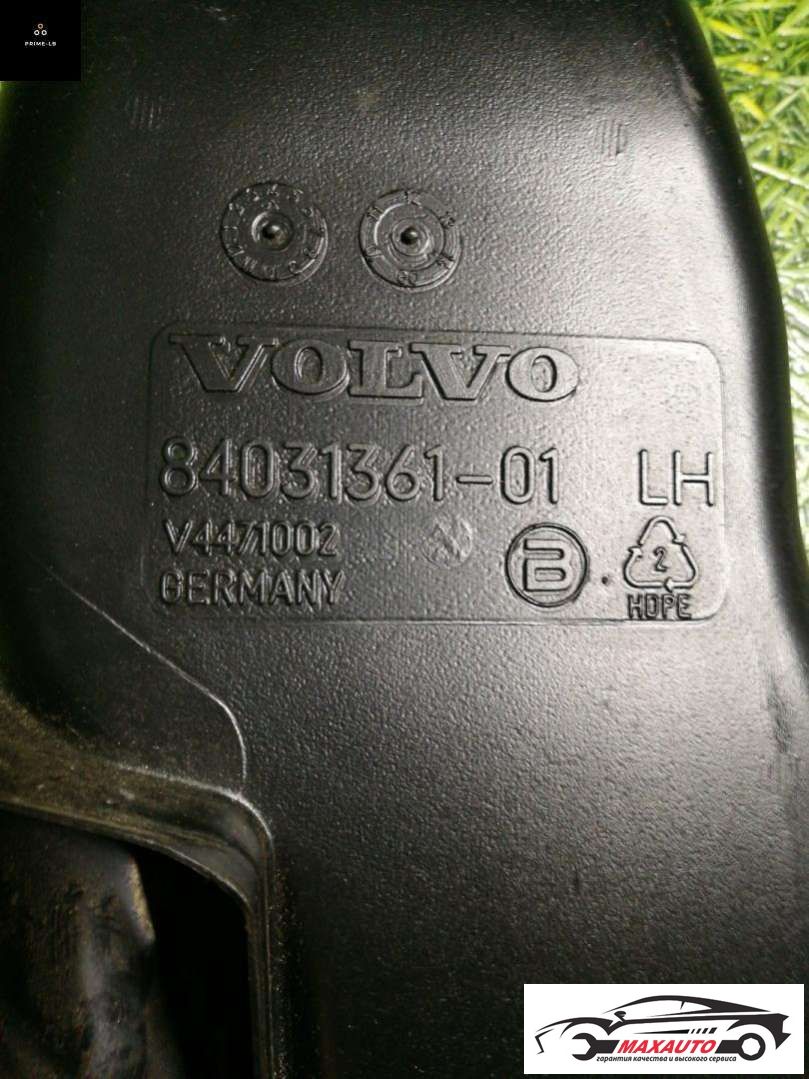 PRIME-LB
VOLVO
84031361-01 LH
V4471002
GERMANY
B
2
HDPE
MAXAUTO
гарантия качества и высокого сервиса